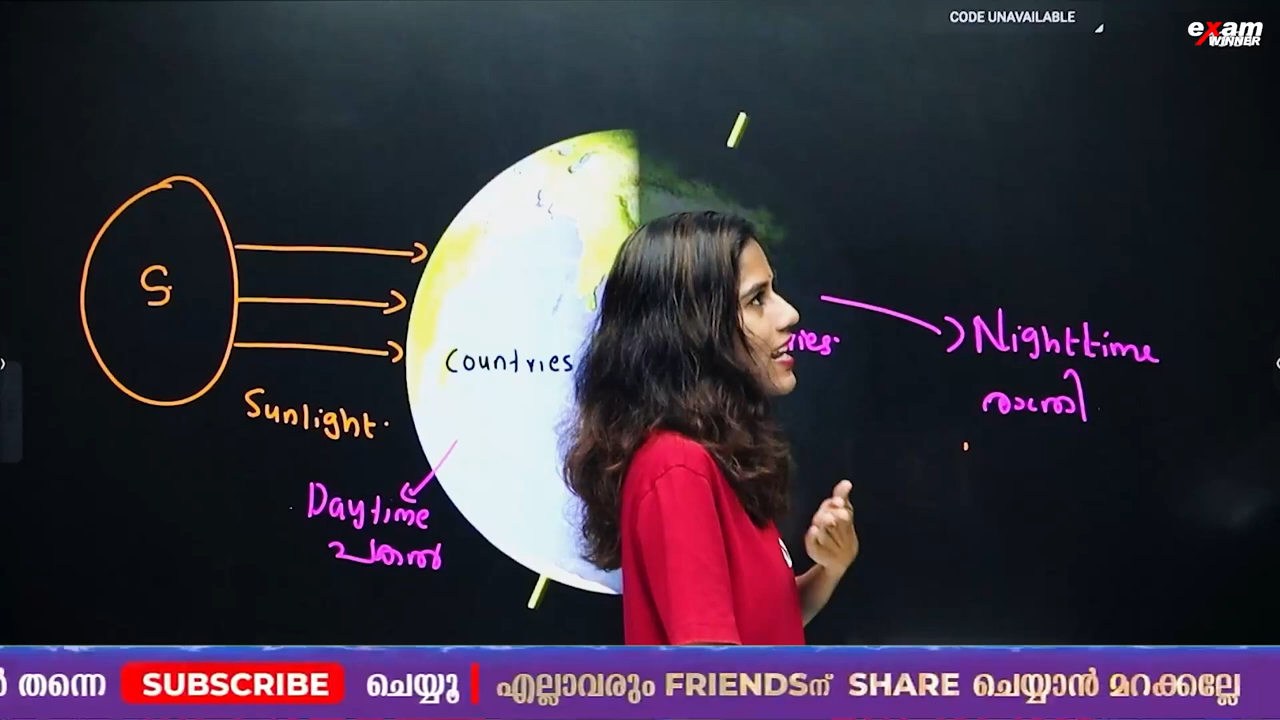 CODE UNAVAILABLE
exam
WINNER
S
Countries
Nighttime
രാത്രി
Sunlight.
Daytime
പകൽ
തന്നെ SUBSCRIBE ചെയ്യൂ | എല്ലാവരും FRIENDSന് SHARE ചെയ്യാൻ മറക്കല്ലേ